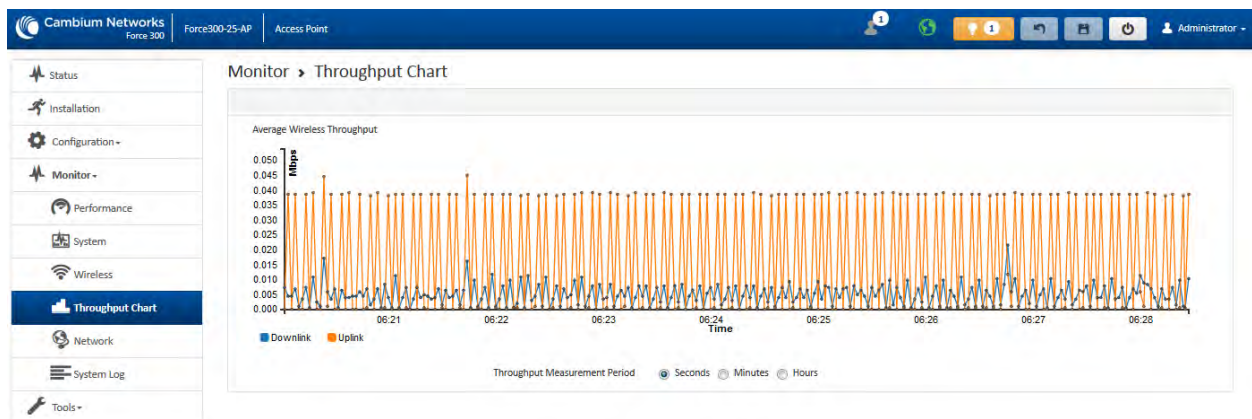 Cambium Networks
Force 300
Force300-25-AP
Access Point
1
1
Administrator
Status
Installation
Configuration
Monitor
Performance
System
Wireless
Throughput Chart
Network
System Log
Tools
Monitor > Throughput Chart
Average Wireless Throughput
Mbps
0.050
0.045
0.040
0.035
0.030
0.025
0.020
0.015
0.010
0.005
0.000
06:21 06:22 06:23 06:24 06:25 06:26 06:27 06:28
Time
Downlink Uplink
Throughput Measurement Period Seconds Minutes Hours